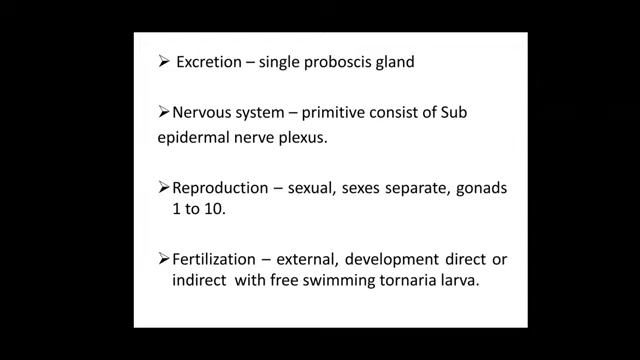 ➢ Excretion – single proboscis gland
➢Nervous system – primitive consist of Sub
epidermal nerve plexus.
➢Reproduction – sexual, sexes separate, gonads
1 to 10.
➢Fertilization – external, development direct or
indirect with free swimming tornaria larva.